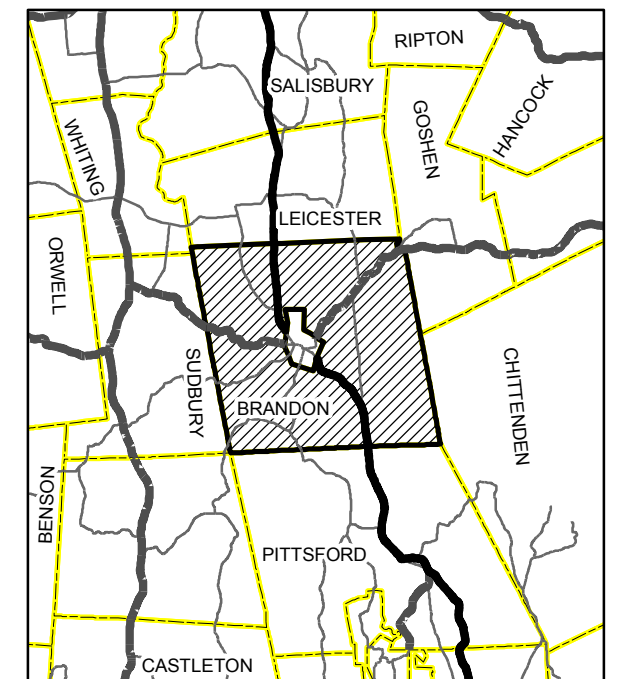 RIPTON
SALISBURY
HANCOCK
GOSHEN
WHITING
LEICESTER
ORWELL
SUDBURY
CHITTENDEN
BRANDON
BENSON
PITTSFORD
CASTLETON